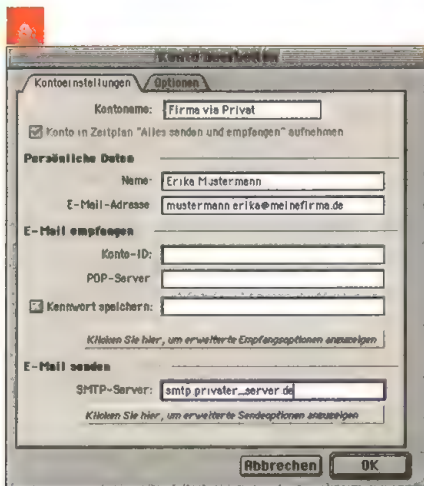 Konto bearbeiten
Kontoeinstellungen Optionen
Kontoname: Firma via Privat
Konto in Zeitplan "Alles senden und empfangen" aufnehmen
Persönliche Daten
Name: Erika Mustermann
E-Mail-Adresse: mustermann.erika@meinefirma.de
E-Mail empfangen
Konto-ID:
POP-Server
Kennwort speichern:
Klicken Sie hier, um erweiterte Empfangsoptionen anzuzeigen
E-Mail senden
SMTP-Server: smtp.privater_server.de
Klicken Sie hier, um erweiterte Sendeoptionen anzuzeigen
Abbrechen OK